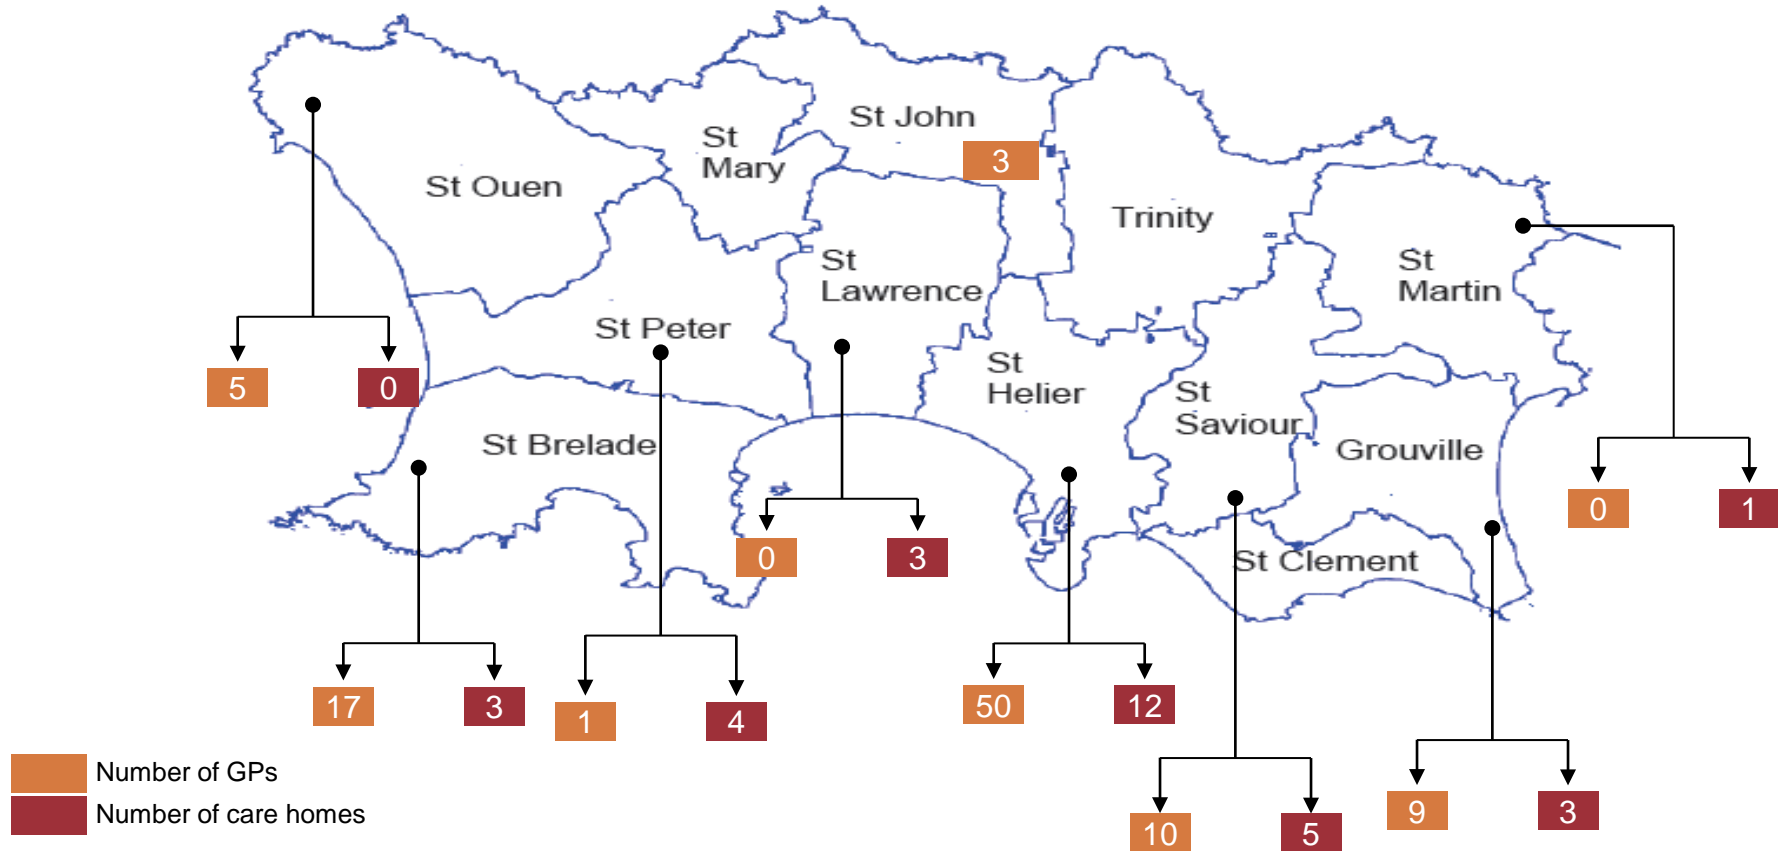 St John
3
St
Mary
St Ouen
Trinity
St
Lawrence
St
Martin
St Peter
St
Helier
St
Saviour
5
0
St Brelade
Grouville
0
1
0
3
St Clement
17
3
1
4
50
12
10
5
9
3
Number of GPs
Number of care homes